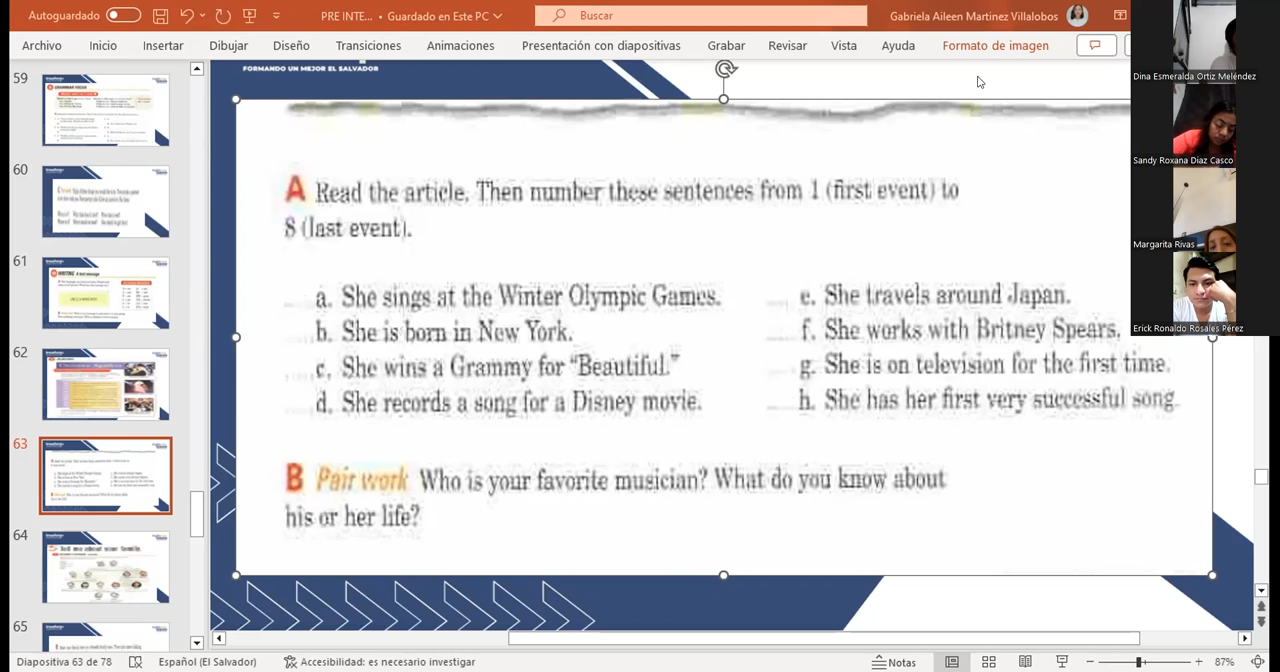 Autoguardado
PRE INTE... • Guardado en Este PC
Buscar
Gabriela Aileen Martinez Villalobos
Archivo Inicio Insertar Dibujar Diseño Transiciones Animaciones Presentación con diapositivas Grabar Revisar Vista Ayuda Formato de imagen
Dina Esmeralda Ortiz Meléndez
Sandy Roxana Diaz Casco
Margarita Rivas
Erick Ronaldo Rosales Pérez
59
60
61
62
63
64
Tell me about your family.
65
FORMANDO UN MEJOR EL SALVADOR
A Read the article. Then number these sentences from 1 (first event) to
8 (last event).
a. She sings at the Winter Olympic Games.
b. She is born in New York.
c. She wins a Grammy for "Beautiful."
d. She records a song for a Disney movie.
e. She travels around Japan.
f. She works with Britney Spears.
g. She is on television for the first time.
h. She has her first very successful song.
B Pair work Who is your favorite musician? What do you know about
his or her life?
Diapositiva 63 de 78 Español (El Salvador) Accesibilidad: es necesario investigar Notas 87%